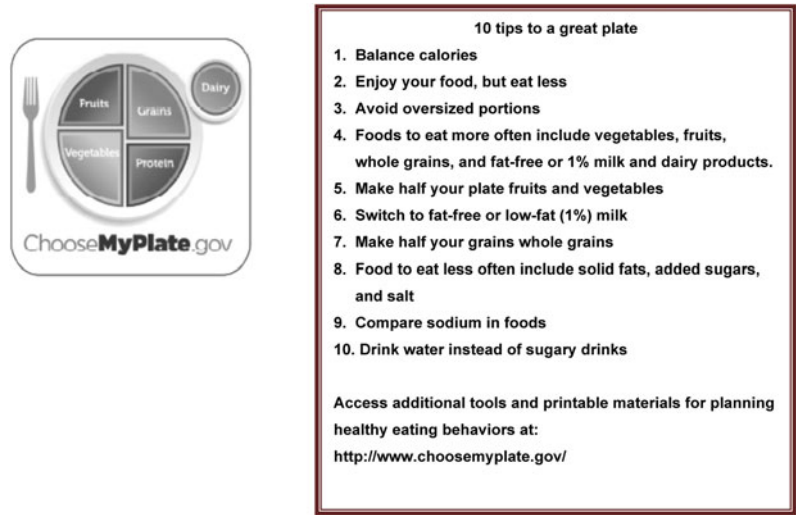 Fruits
Grains
Dairy
Vegetables
Protein
ChooseMyPlate.gov
10 tips to a great plate
1. Balance calories
2. Enjoy your food, but eat less
3. Avoid oversized portions
4. Foods to eat more often include vegetables, fruits,
whole grains, and fat-free or 1% milk and dairy products.
5. Make half your plate fruits and vegetables
6. Switch to fat-free or low-fat (1%) milk
7. Make half your grains whole grains
8. Food to eat less often include solid fats, added sugars,
and salt
9. Compare sodium in foods
10. Drink water instead of sugary drinks
Access additional tools and printable materials for planning
healthy eating behaviors at:
http://www.choosemyplate.gov/